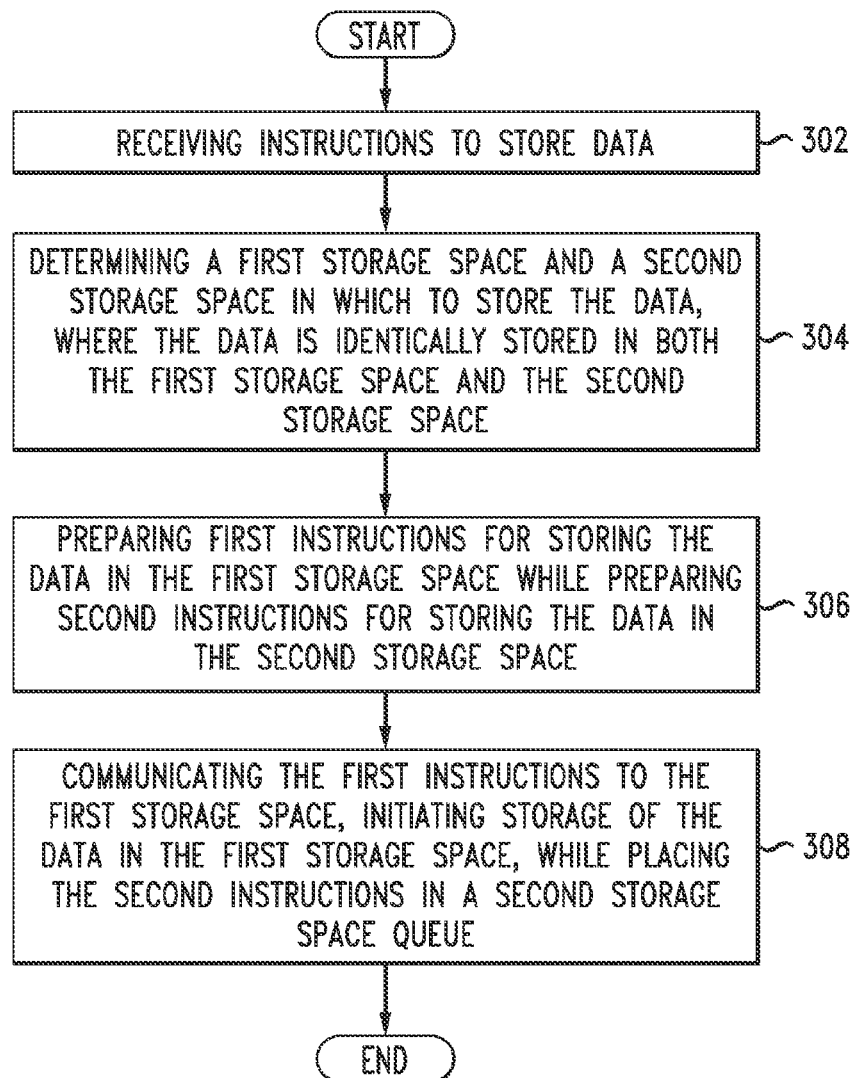 START
RECEIVING INSTRUCTIONS TO STORE DATA
302
DETERMINING A FIRST STORAGE SPACE AND A SECOND
STORAGE SPACE IN WHICH TO STORE THE DATA,
WHERE THE DATA IS IDENTICALLY STORED IN BOTH
THE FIRST STORAGE SPACE AND THE SECOND
STORAGE SPACE
304
PREPARING FIRST INSTRUCTIONS FOR STORING THE
DATA IN THE FIRST STORAGE SPACE WHILE PREPARING
SECOND INSTRUCTIONS FOR STORING THE DATA IN
THE SECOND STORAGE SPACE
306
COMMUNICATING THE FIRST INSTRUCTIONS TO THE
FIRST STORAGE SPACE, INITIATING STORAGE OF THE
DATA IN THE FIRST STORAGE SPACE, WHILE PLACING
THE SECOND INSTRUCTIONS IN A SECOND STORAGE
SPACE QUEUE
308
END